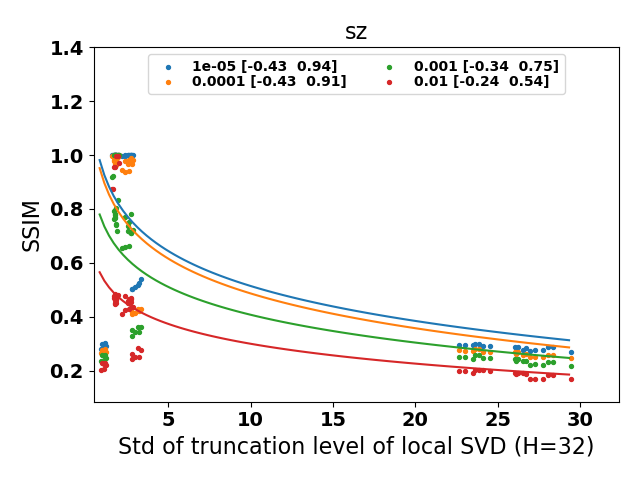 sz
1e-05 [-0.43  0.94]
0.0001 [-0.43  0.91]
0.001 [-0.34  0.75]
0.01 [-0.24  0.54]
SSIM
1.4
1.2
1.0
0.8
0.6
0.4
0.2
5 10 15 20 25 30
Std of truncation level of local SVD (H=32)